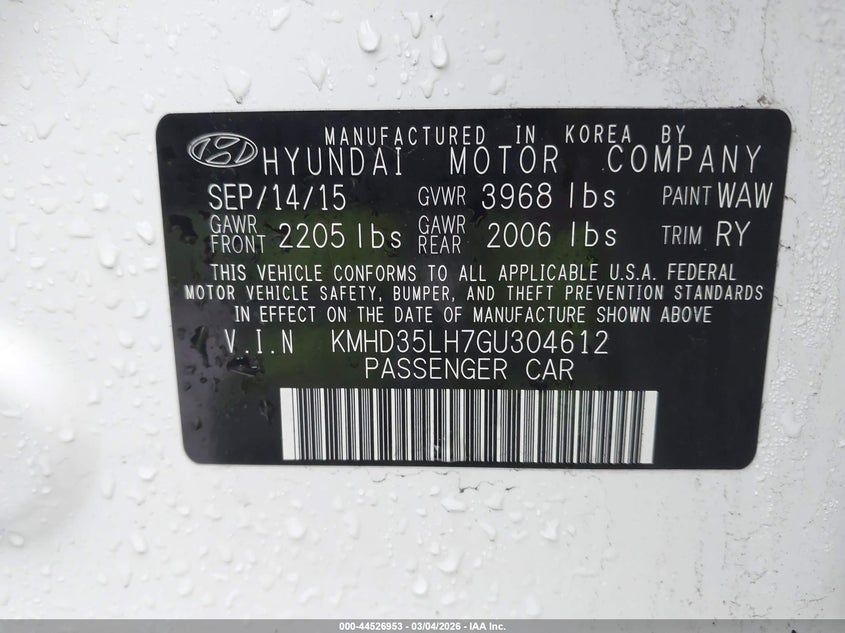 MANUFACTURED IN KOREA BY
HYUNDAI MOTOR COMPANY
SEP/14/15 GVWR 3968 lbs PAINT WAW
GAWR FRONT 2205 lbs GAWR REAR 2006 lbs TRIM RY
THIS VEHICLE CONFORMS TO ALL APPLICABLE U.S.A. FEDERAL
MOTOR VEHICLE SAFETY, BUMPER, AND THEFT PREVENTION STANDARDS
IN EFFECT ON THE DATE OF MANUFACTURE SHOWN ABOVE
V.I.N KMHD35LH7GU304612
PASSENGER CAR
000-44526953 - 03/04/2026 - IAA Inc.